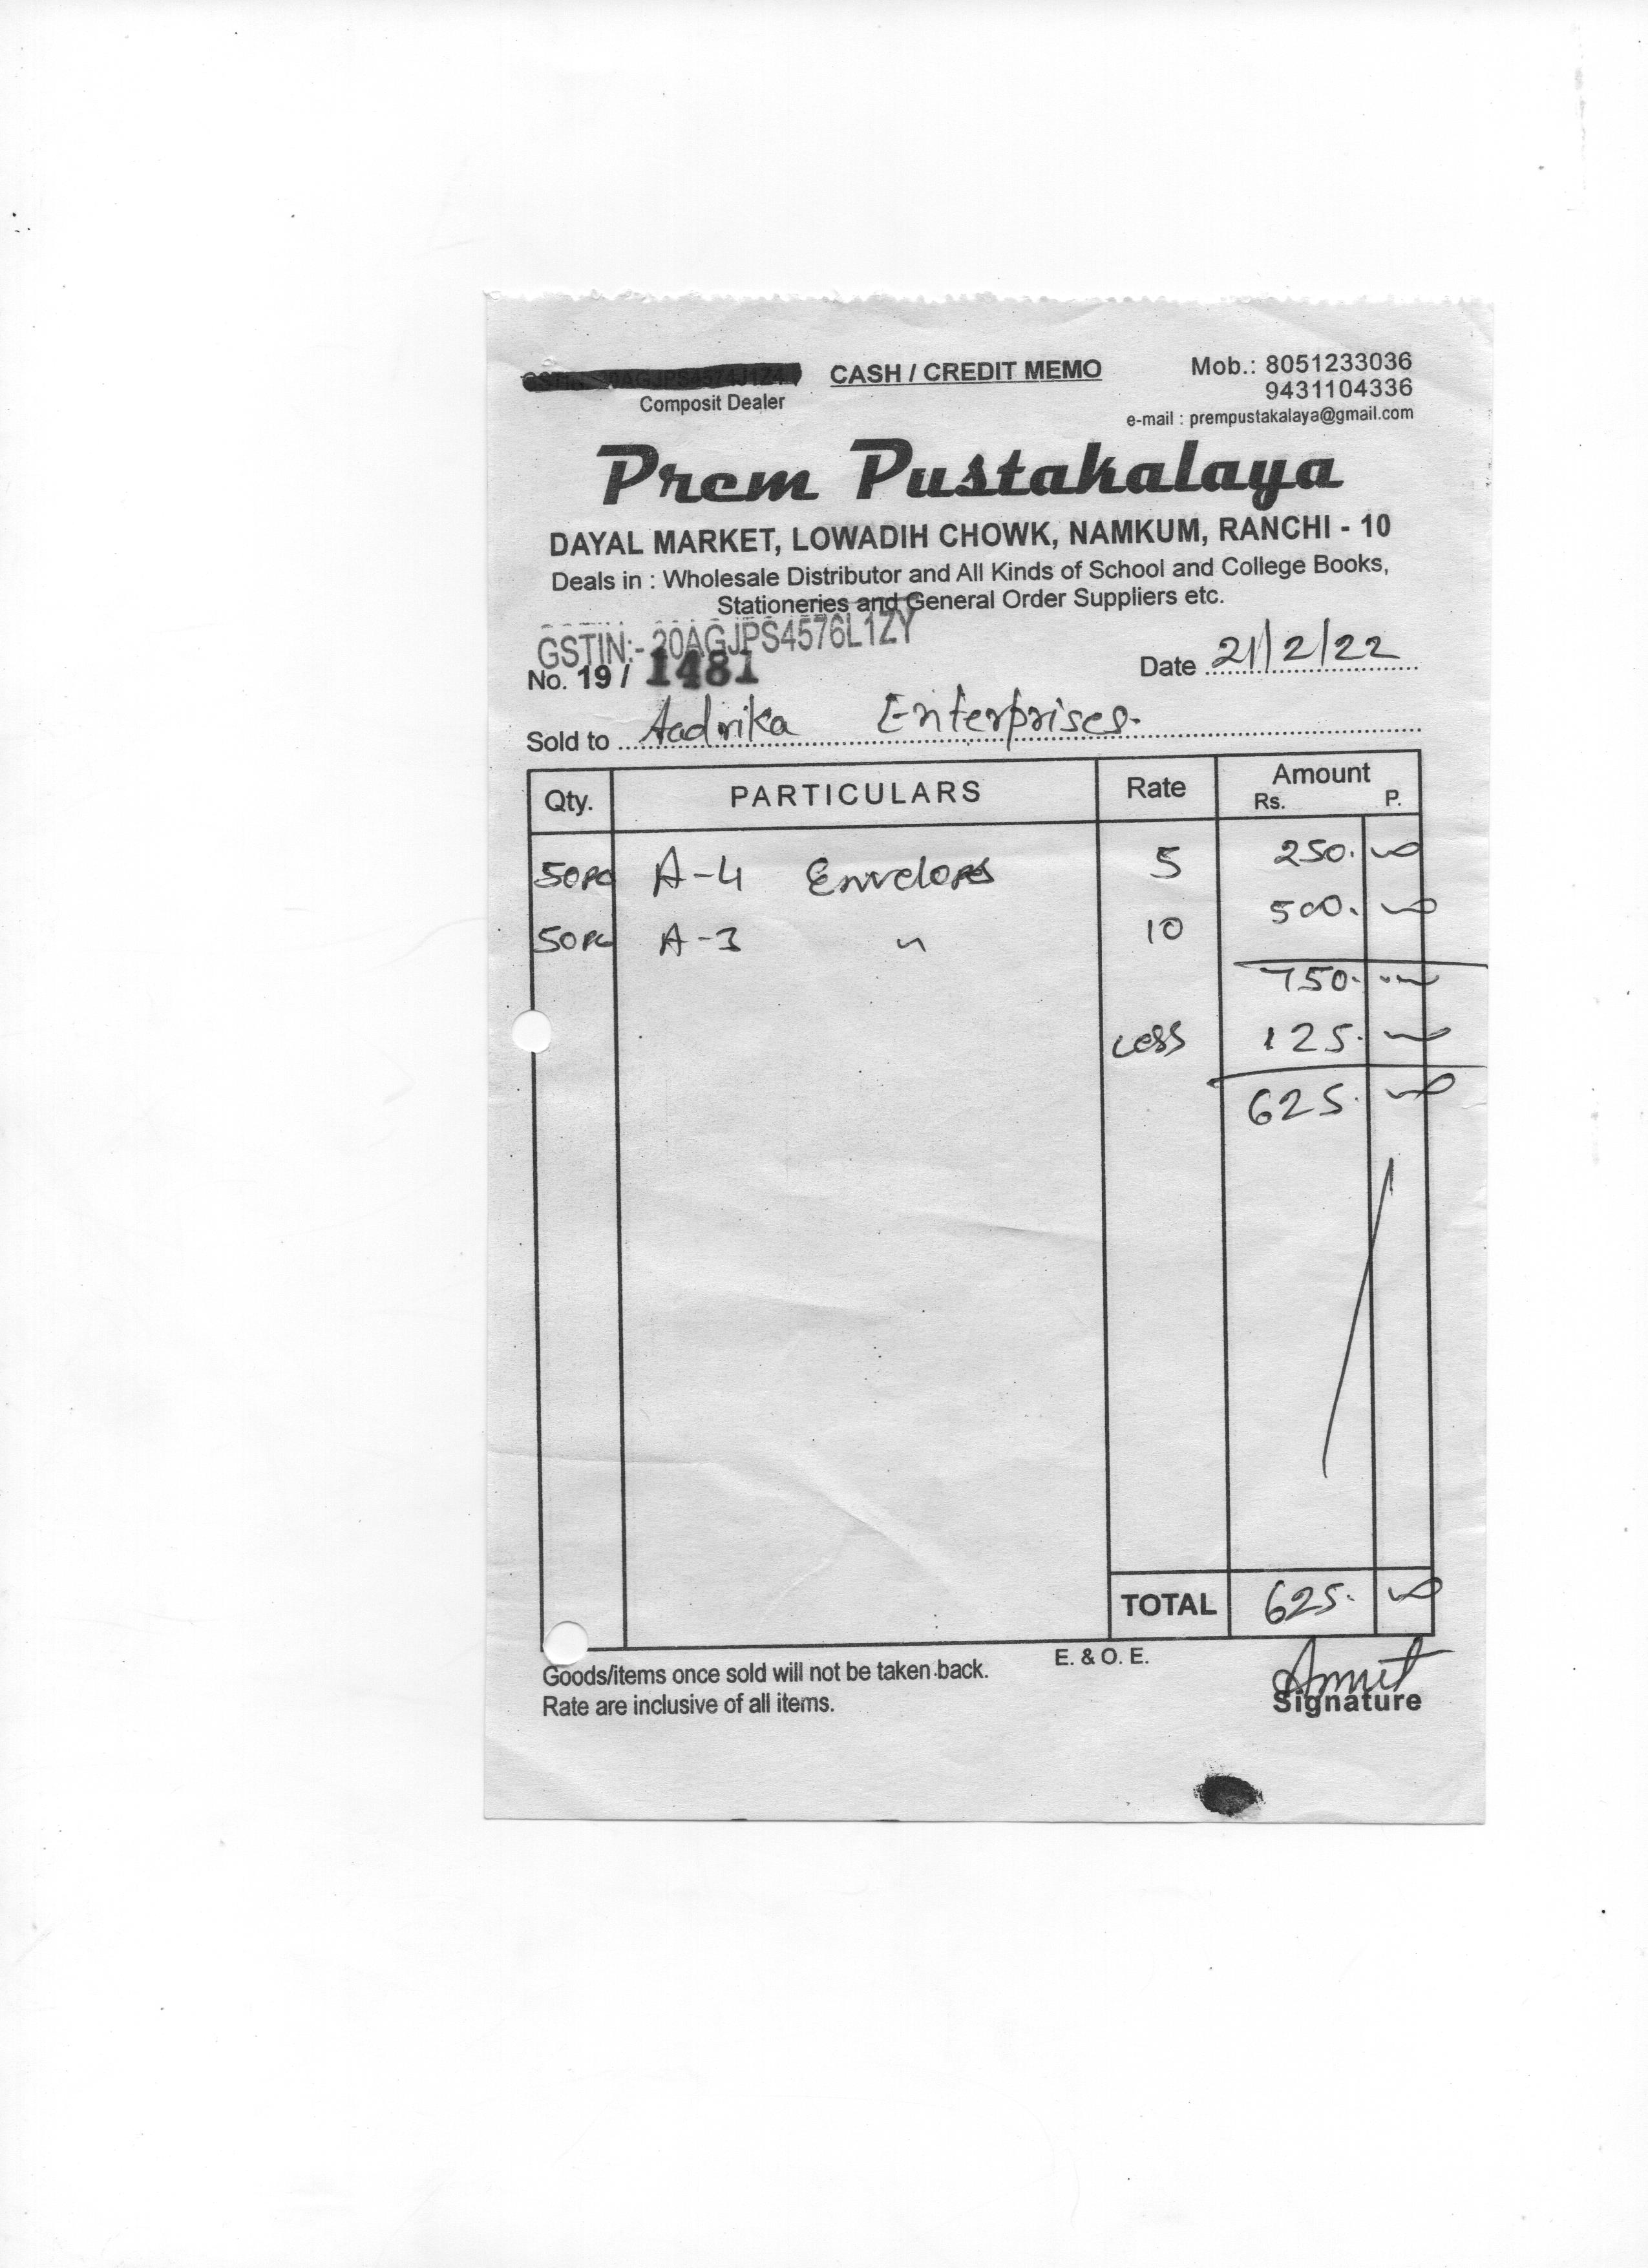 CASH / CREDIT MEMO
Mob.: 8051233036
9431104336
Composit Dealer
e-mail : prempustakalaya@gmail.com
Prem Pustakalaya
DAYAL MARKET, LOWADIH CHOWK, NAMKUM, RANCHI - 10
Deals in : Wholesale Distributor and All Kinds of School and College Books,
Stationeries and General Order Suppliers etc.
GSTIN:- 20AGJPS4576L1ZY
No. 19 / 1481 Date 21/2/22
Sold to Aadrika Enterprises.
Qty. PARTICULARS Rate Amount
Rs. P.
50pc A-4 Envelopes 5 250.
50pc A-3 " 10 500.
750.
Less 125.
625.
TOTAL 625.
E. & O. E.
Goods/items once sold will not be taken back.
Rate are inclusive of all items.
Signature